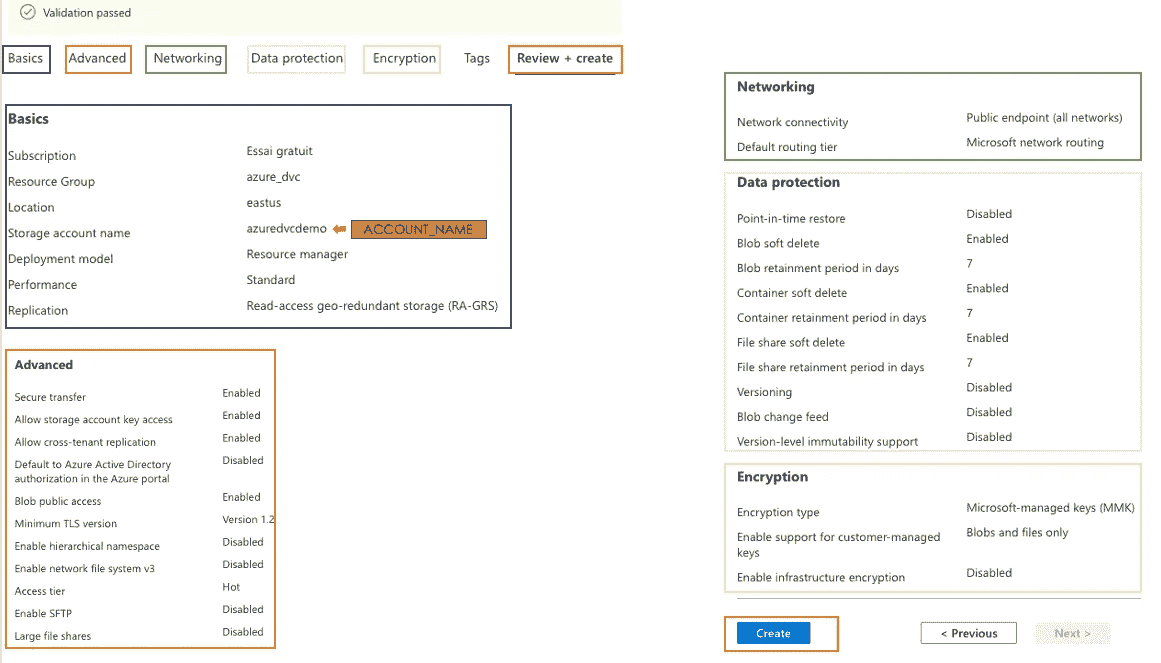 Validation passed
Basics Advanced Networking Data protection Encryption Tags Review + create
Basics
Subscription Essai gratuit
Resource Group azure_dvc
Location eastus
Storage account name azuredvcdemo ACCOUNT_NAME
Deployment model Resource manager
Performance Standard
Replication Read-access geo-redundant storage (RA-GRS)
Advanced
Secure transfer Enabled
Allow storage account key access Enabled
Allow cross-tenant replication Enabled
Default to Azure Active Directory Disabled
authorization in the Azure portal
Blob public access Enabled
Minimum TLS version Version 1.2
Enable hierarchical namespace Disabled
Enable network file system v3 Disabled
Access tier Hot
Enable SFTP Disabled
Large file shares Disabled
Networking
Network connectivity Public endpoint (all networks)
Default routing tier Microsoft network routing
Data protection
Point-in-time restore Disabled
Blob soft delete Enabled
Blob retainment period in days 7
Container soft delete Enabled
Container retainment period in days 7
File share soft delete Enabled
File share retainment period in days 7
Versioning Disabled
Blob change feed Disabled
Version-level immutability support Disabled
Encryption
Encryption type Microsoft-managed keys (MMK)
Enable support for customer-managed Blobs and files only
keys
Enable infrastructure encryption Disabled
Create < Previous Next >